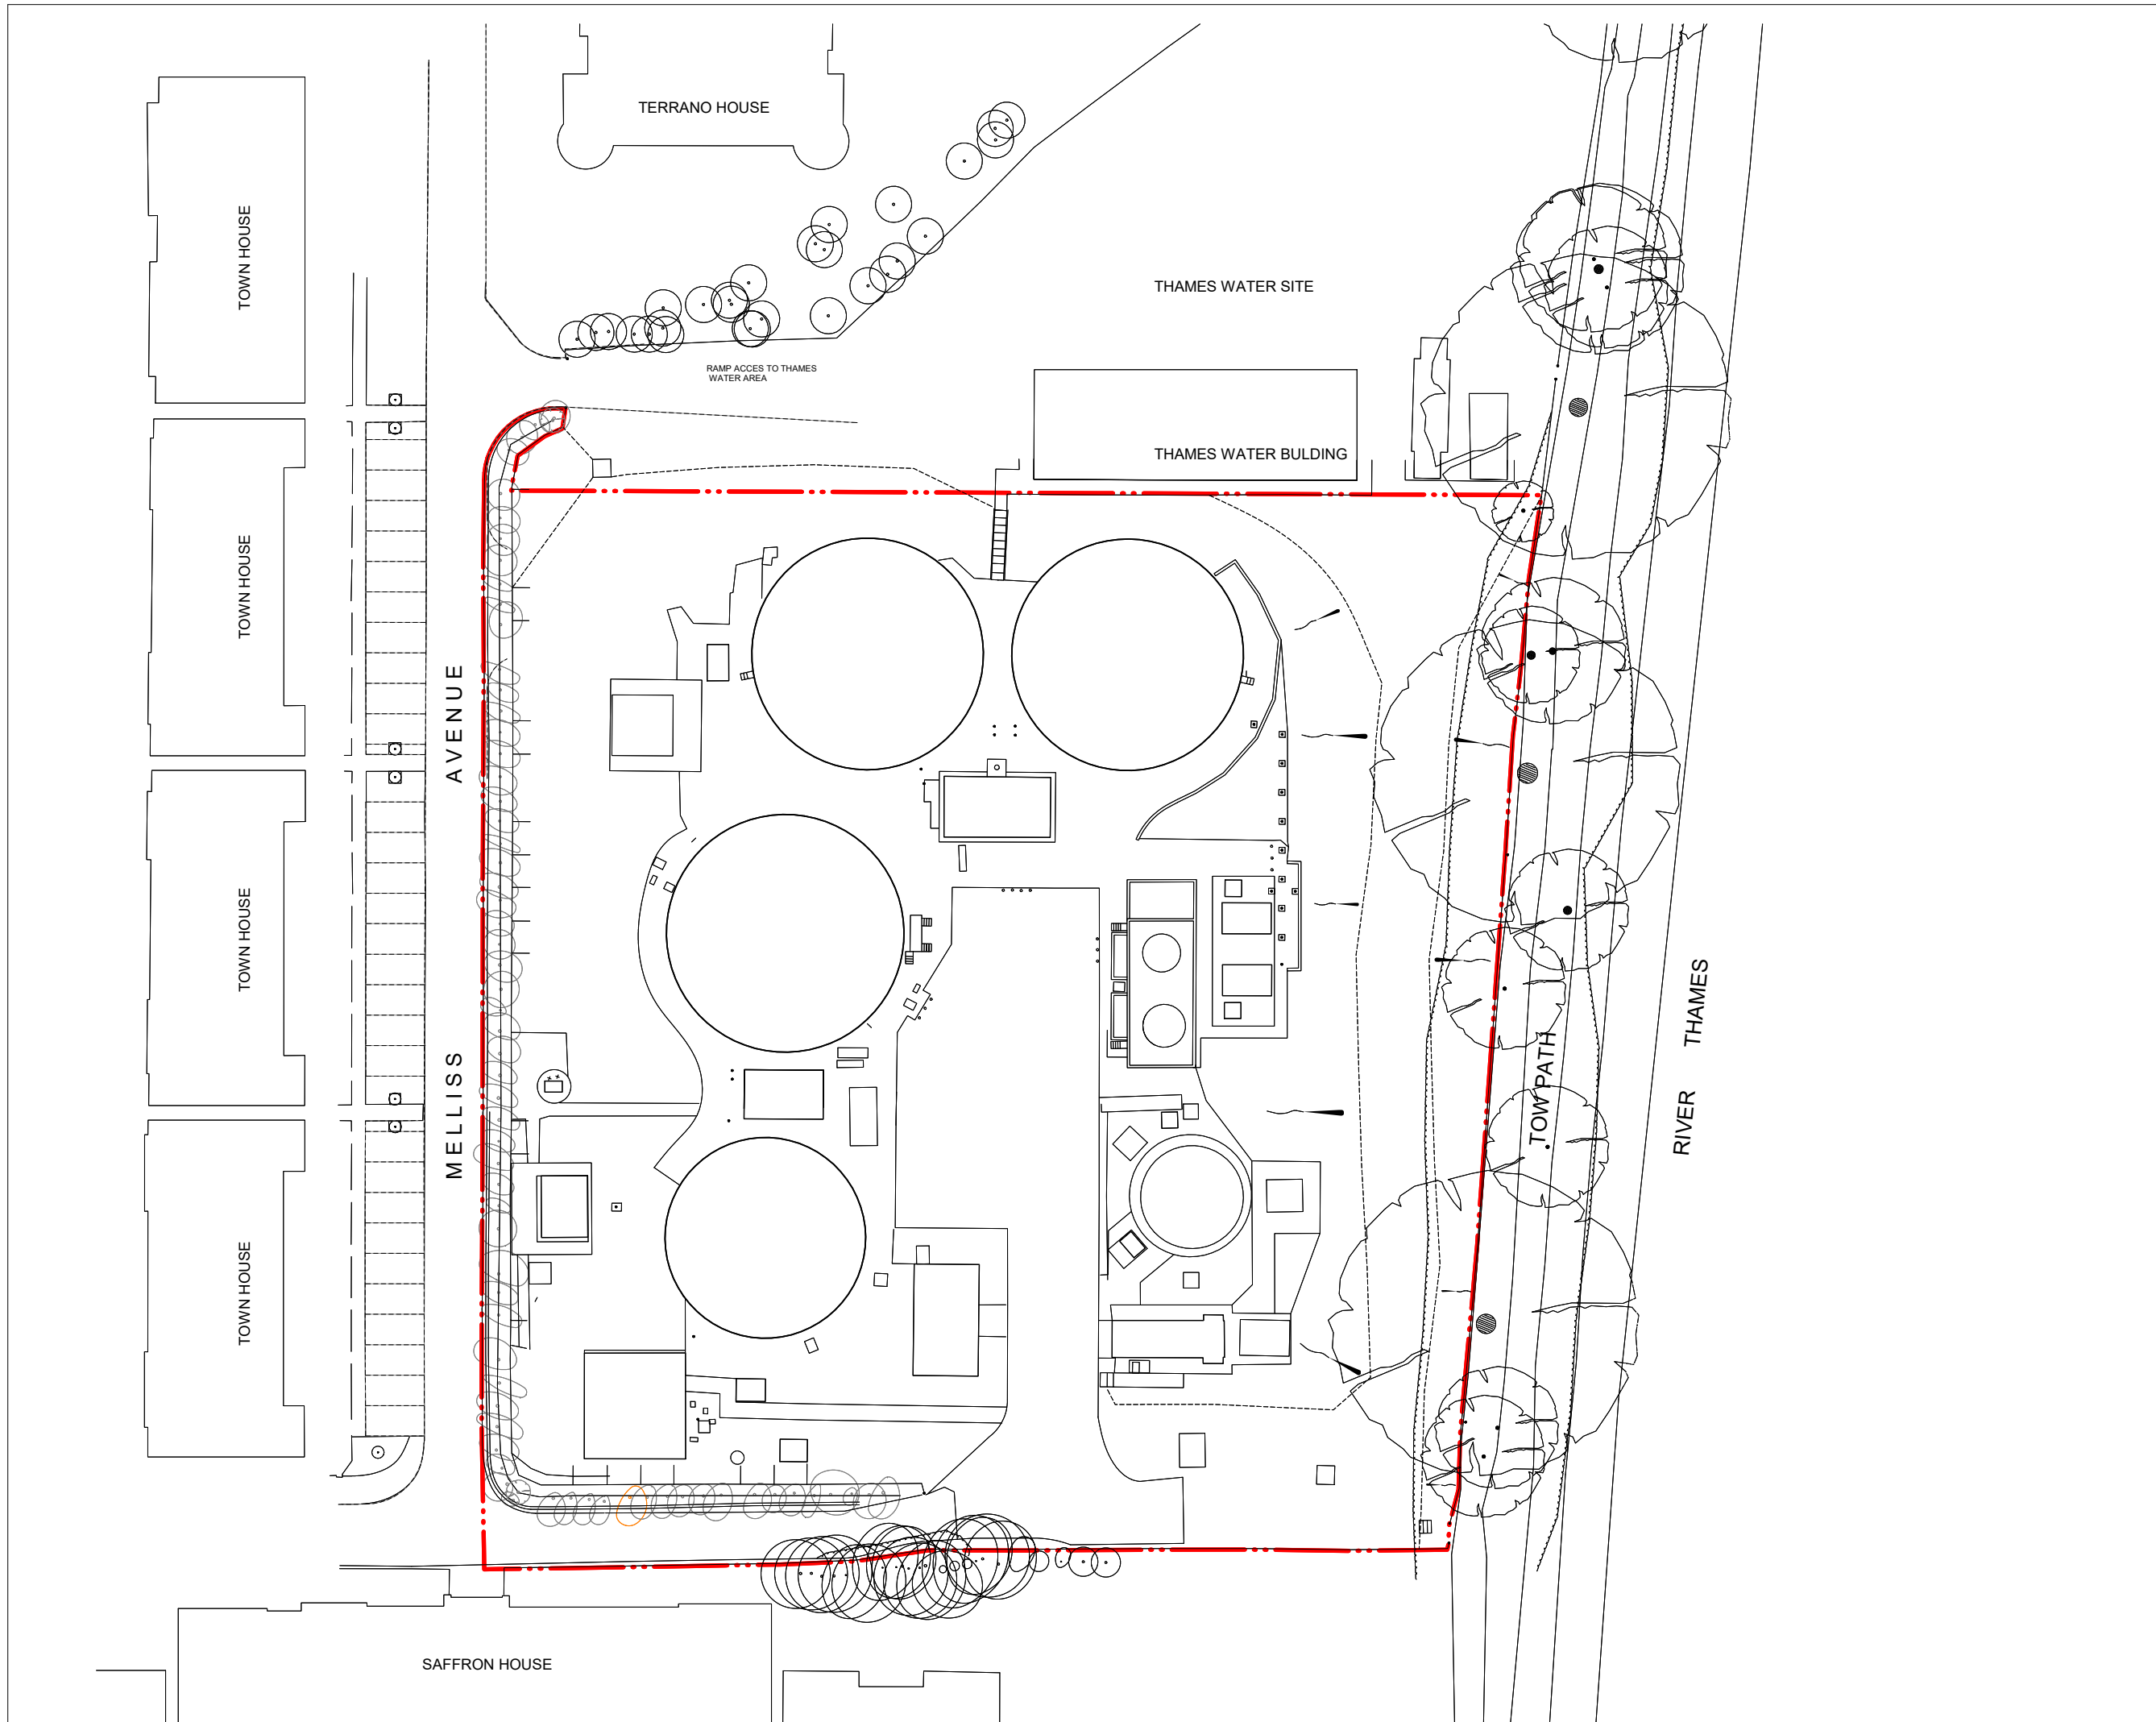 TERRANO HOUSE
TOWN HOUSE
THAMES WATER SITE
RAMP ACCES TO THAMES
WATER AREA
THAMES WATER BULDING
TOWN HOUSE
AVENUE
TOWN HOUSE
MELLISS
TOW PATH
RIVER THAMES
TOWN HOUSE
SAFFRON HOUSE